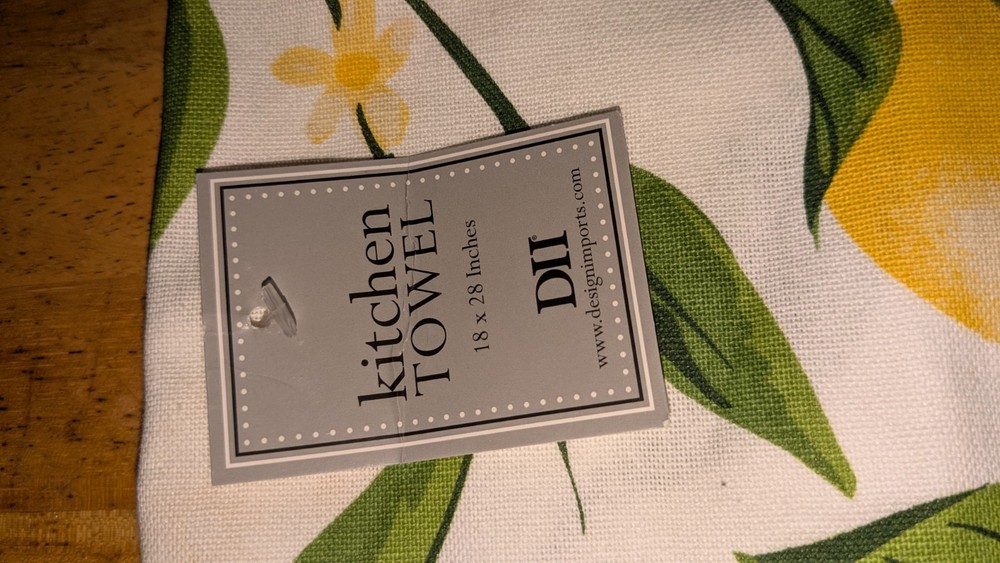 kitchen
TOWEL
18 x 28 Inches
DII®
www.designimports.com